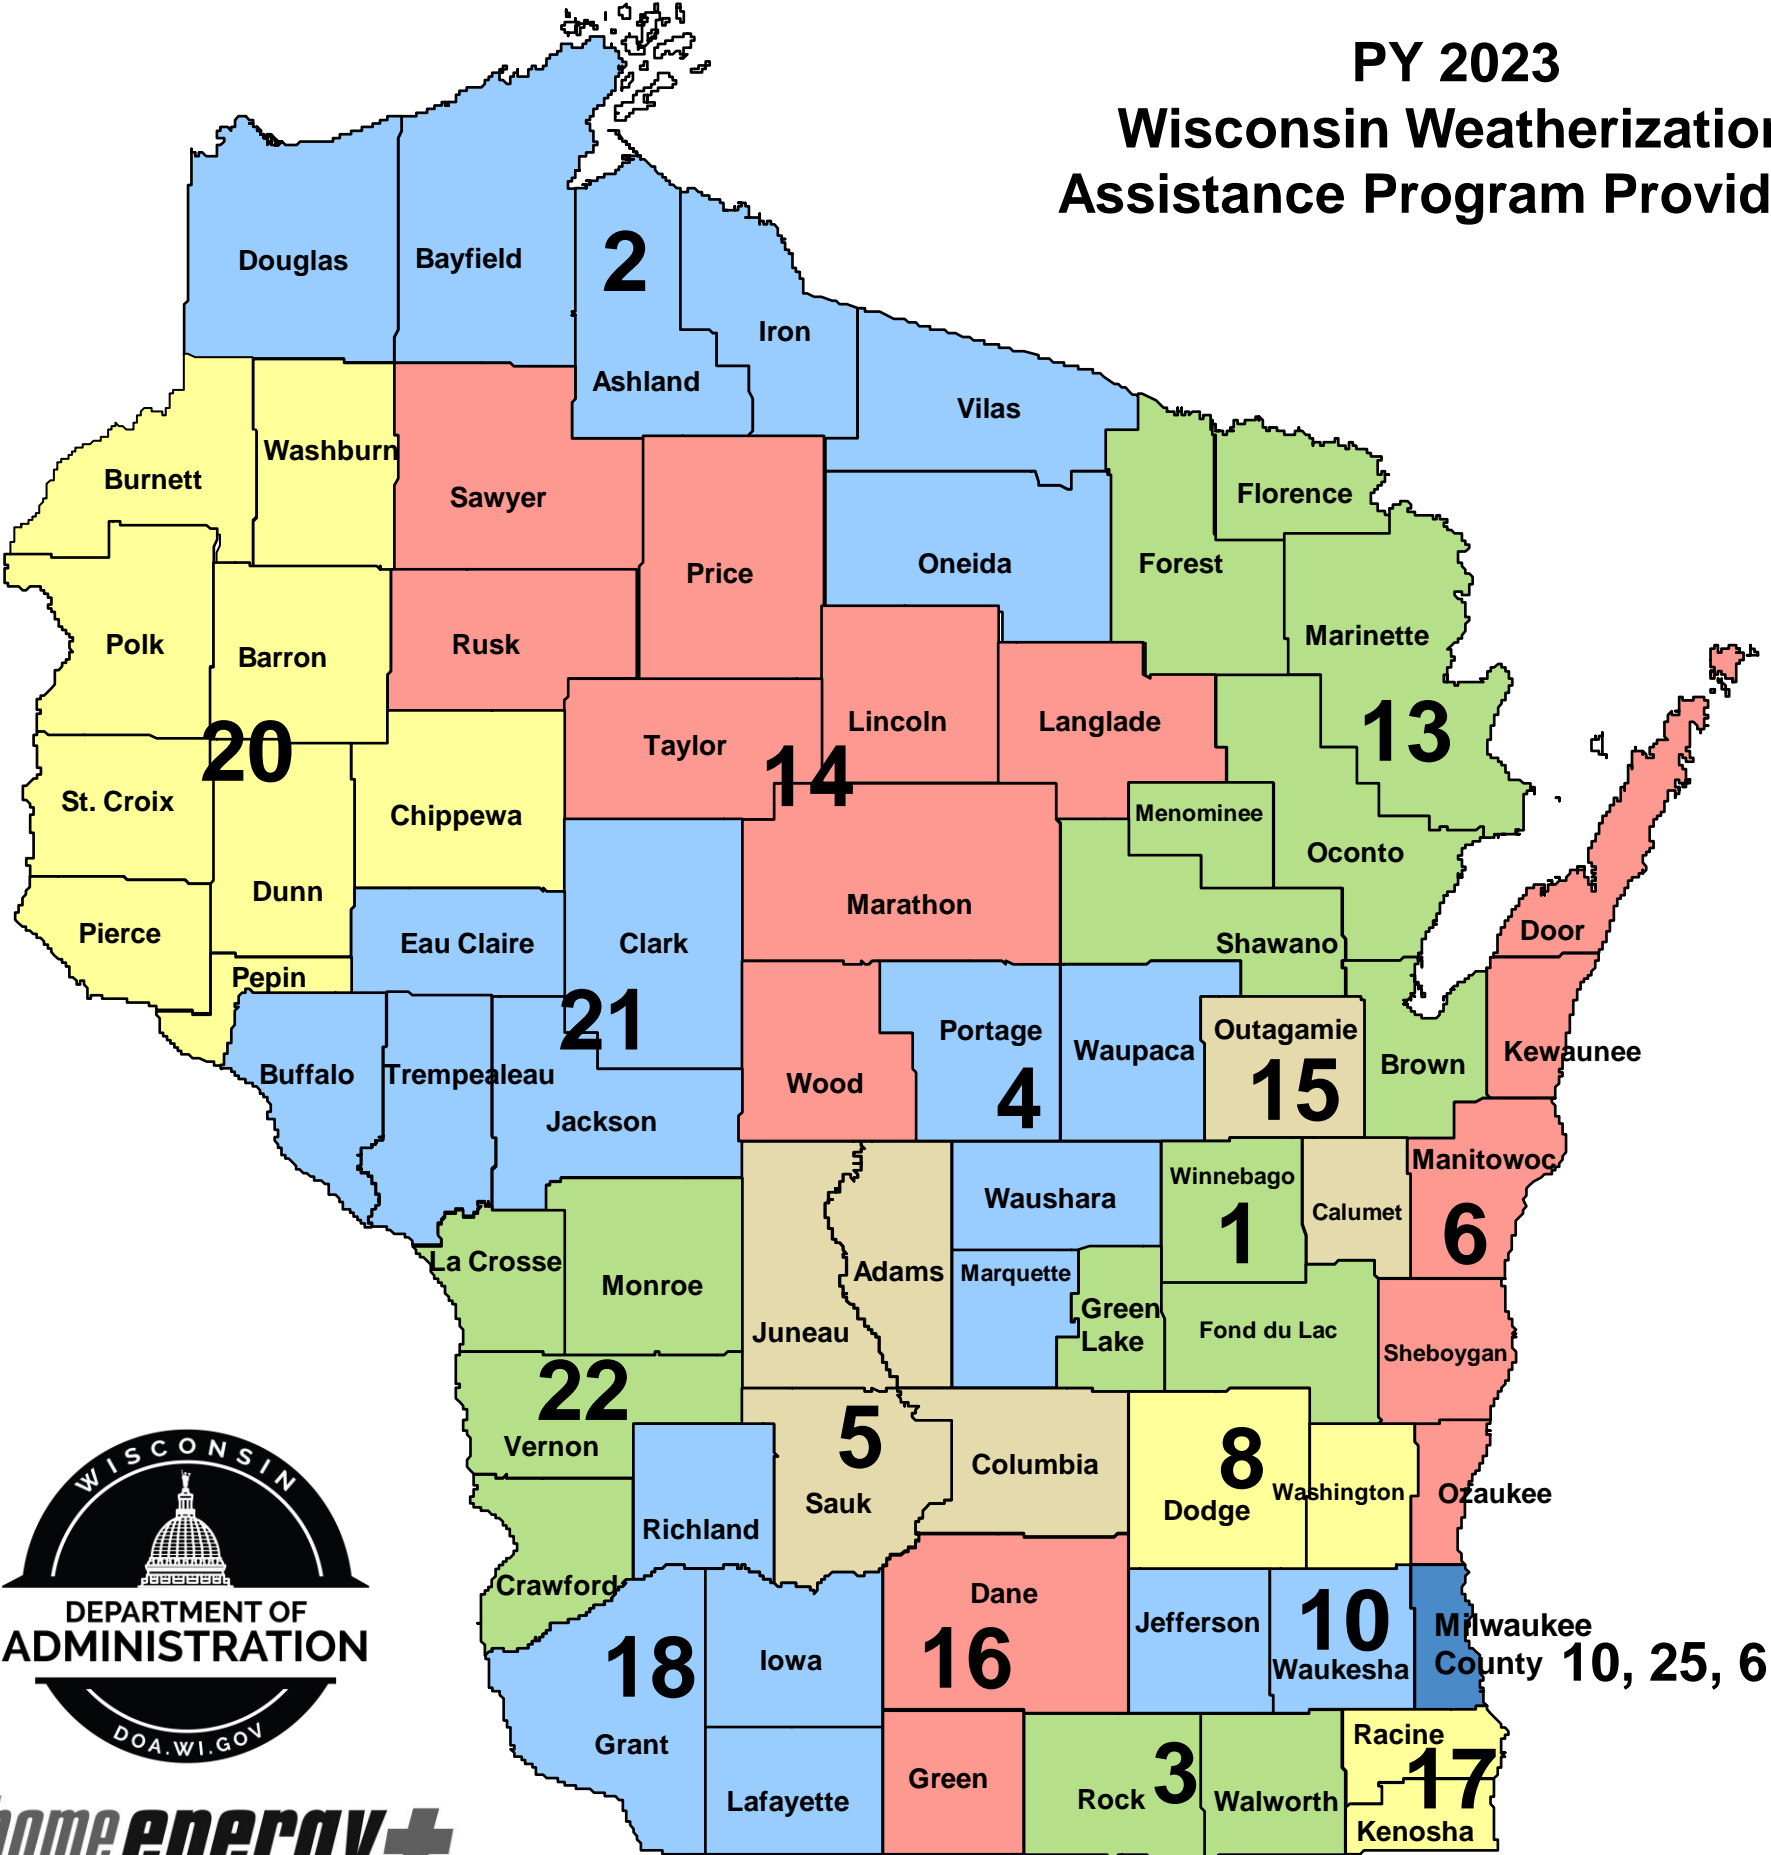 PY 2023
Wisconsin Weatherization
Assistance Program Provid
Douglas
Bayfield
2
Iron
Ashland
Vilas
Washburn
Burnett
Sawyer
Florence
Price
Oneida
Forest
Polk
Barron
Rusk
Marinette
Lincoln
Langlade
13
Taylor
20
14
St. Croix
Chippewa
Menominee
Oconto
Dunn
Marathon
Pierce
Eau Claire
Clark
Shawano
Door
Pepin
21
Portage
Outagamie
Waupaca
Kewaunee
Buffalo
Trempealeau
Wood
4
15
Brown
Jackson
Manitowoc
Winnebago
Waushara
Calumet
1
6
La Crosse
Monroe
Adams
Marquette
Green
Lake
Juneau
Fond du Lac
Sheboygan
22
5
Vernon
Columbia
8
Washington
Ozaukee
Sauk
Dodge
Richland
Crawford
Dane
Jefferson
10
Milwaukee
County 10, 25, 6
18
Iowa
16
Waukesha
Grant
Racine
17
Green
3
Lafayette
Rock
Walworth
Kenosha
WISCONSIN
DEPARTMENT OF
ADMINISTRATION
DOA.WI.GOV
home energy+